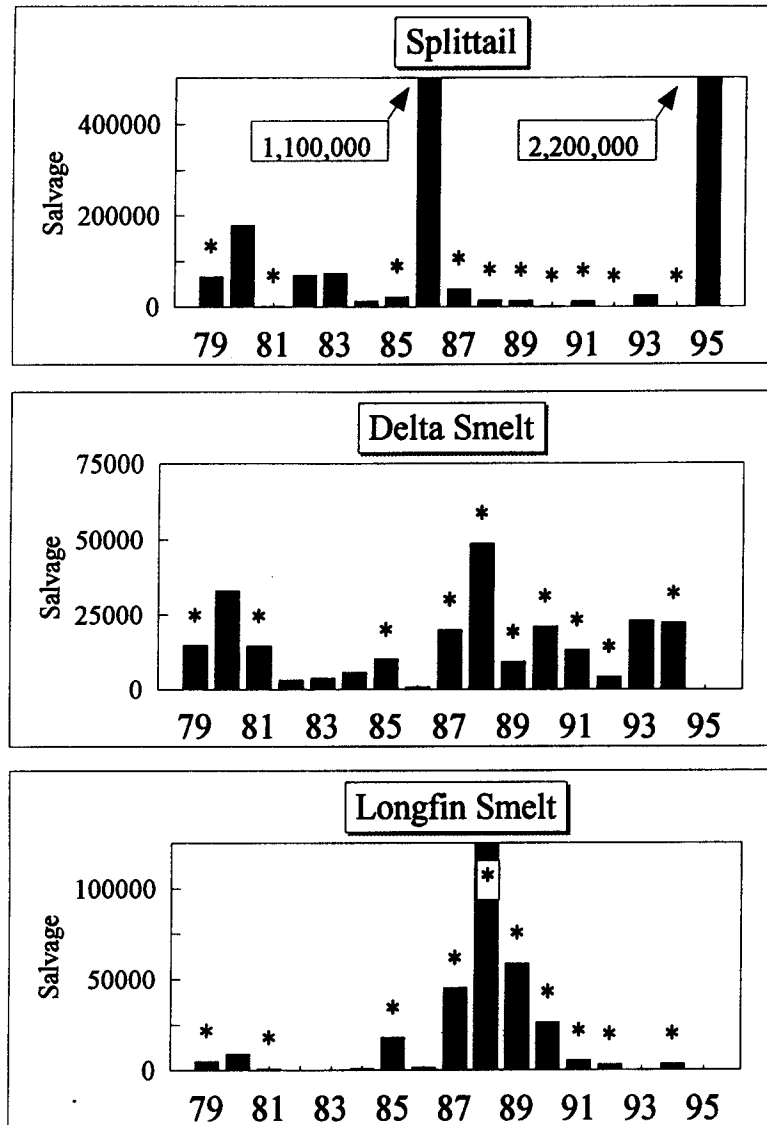 Splittail
Salvage
400000
200000
0
1,100,000
2,200,000
* * * * * * * * * *
79 81 83 85 87 89 91 93 95
Delta Smelt
Salvage
75000
50000
25000
0
* * * * * * * * * *
79 81 83 85 87 89 91 93 95
Longfin Smelt
Salvage
100000
50000
0
* * * * * * * * * *
79 81 83 85 87 89 91 93 95